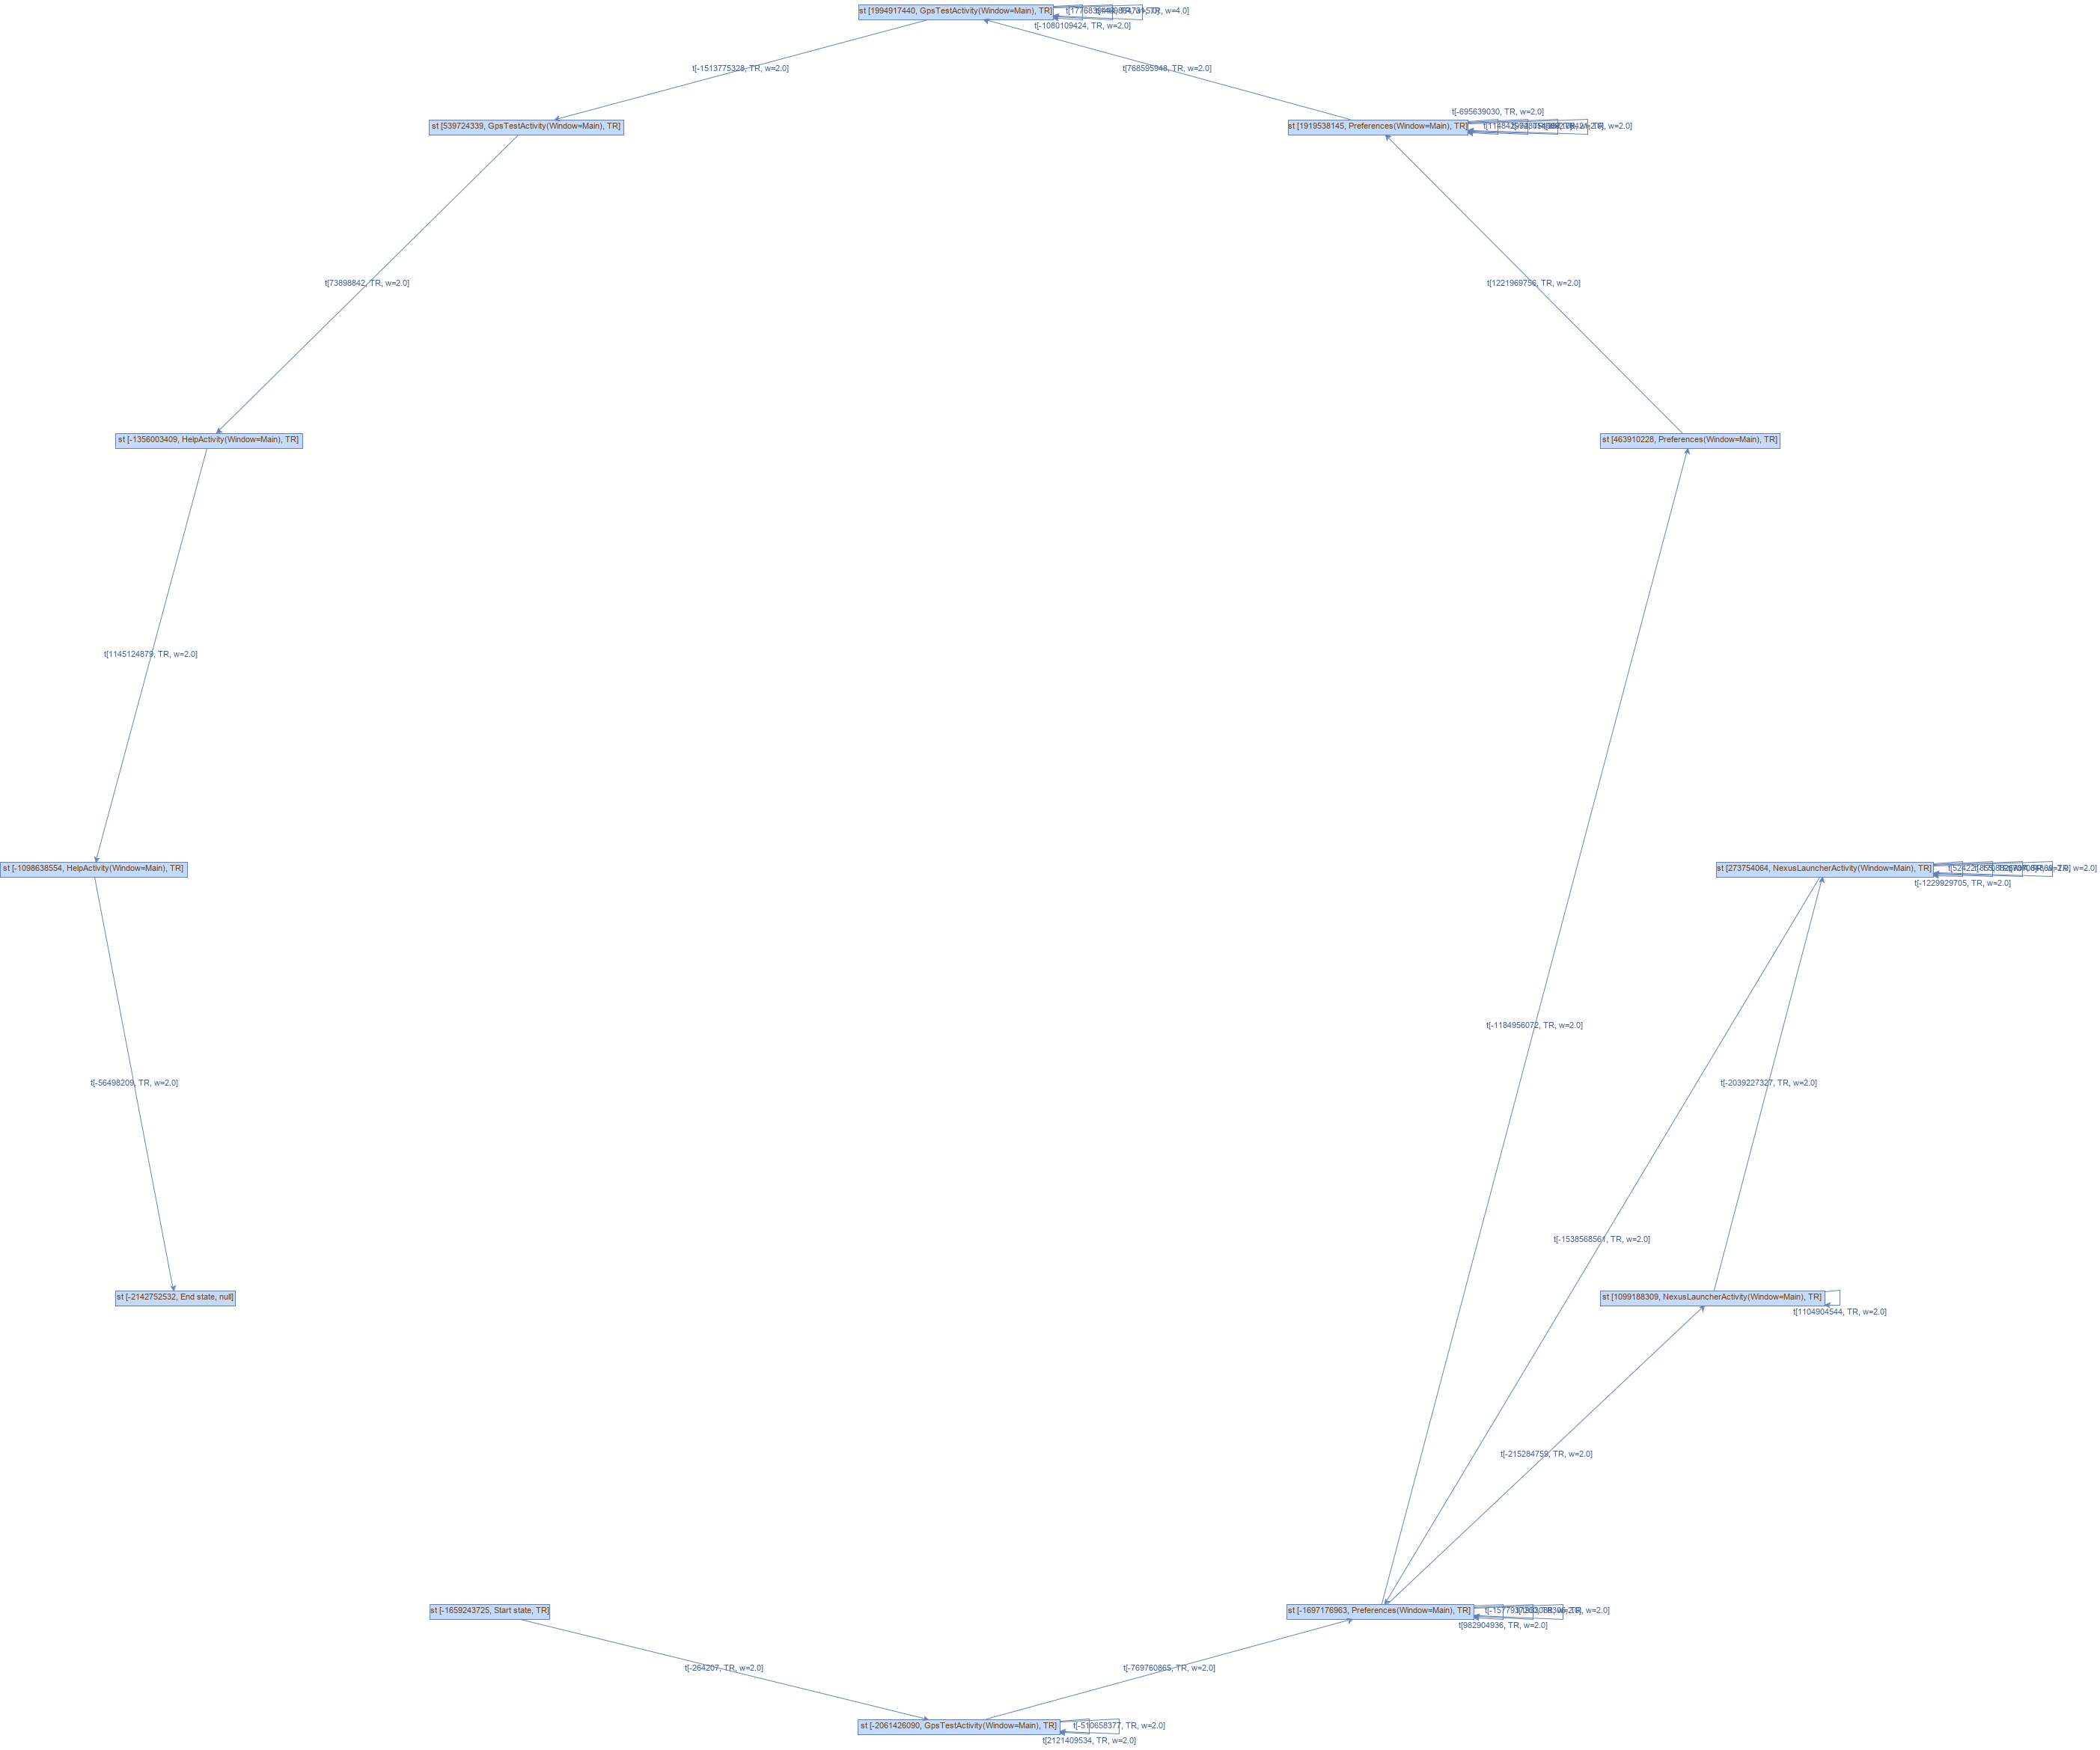 st [1994917440, GpsTestActivity(Window=Main), TR]
t[-1080109424, TR, w=2.0]
t[-1513775328, TR, w=2.0]
t[768595948, TR, w=2.0]
t[-695639030, TR, w=2.0]
st [539724339, GpsTestActivity(Window=Main), TR]
st [1919538145, Preferences(Window=Main), TR]
t[73898842, TR, w=2.0]
t[1221969756, TR, w=2.0]
st [-1356003409, HelpActivity(Window=Main), TR]
st [463910228, Preferences(Window=Main), TR]
t[1145124879, TR, w=2.0]
st [-1098638554, HelpActivity(Window=Main), TR]
st [273754064, NexusLauncherActivity(Window=Main), TR]
t[-1229929705, TR, w=2.0]
t[-1184956072, TR, w=2.0]
t[-56498209, TR, w=2.0]
t[-2039227327, TR, w=2.0]
t[-1538568561, TR, w=2.0]
st [-2142752532, End state, null]
st [1099188309, NexusLauncherActivity(Window=Main), TR]
t[1104904544, TR, w=2.0]
t[-215284759, TR, w=2.0]
st [-1659243725, Start state, TR]
st [-1697176963, Preferences(Window=Main), TR]
t[982904936, TR, w=2.0]
t[-264207, TR, w=2.0]
t[-769760865, TR, w=2.0]
st [-2061426090, GpsTestActivity(Window=Main), TR]
t[-510658377, TR, w=2.0]
t[2121409534, TR, w=2.0]